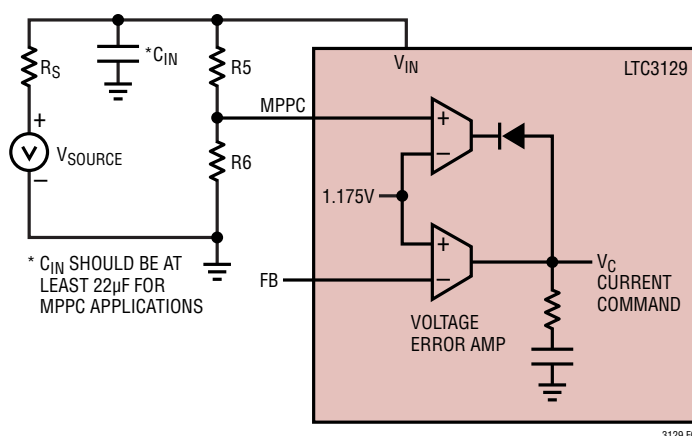 *CIN
RS
R5
VIN
LTC3129
MPPC
+
+
VSOURCE
R6
–
–
1.175V
* CIN SHOULD BE AT
LEAST 22µF FOR
MPPC APPLICATIONS
+
FB
–
VC
CURRENT
COMMAND
VOLTAGE
ERROR AMP